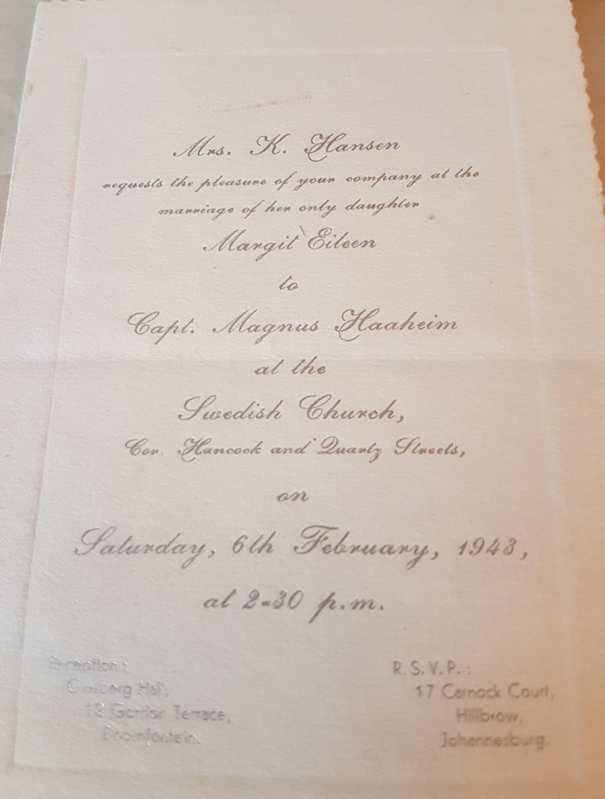 Mrs. K. Hansen
requests the pleasure of your company at the
marriage of her only daughter
Margit Eileen
to
Capt. Magnus Haaheim
at the
Swedish Church,
Cor. Hancock and Quartz Streets,
on
Saturday, 6th February, 1943,
at 2-30 p.m.
Reception:
Hall,
Terrace,
Doornfontein.
R.S.V.P.:
17 Carnock Court,
Hillbrow,
Johannesburg.